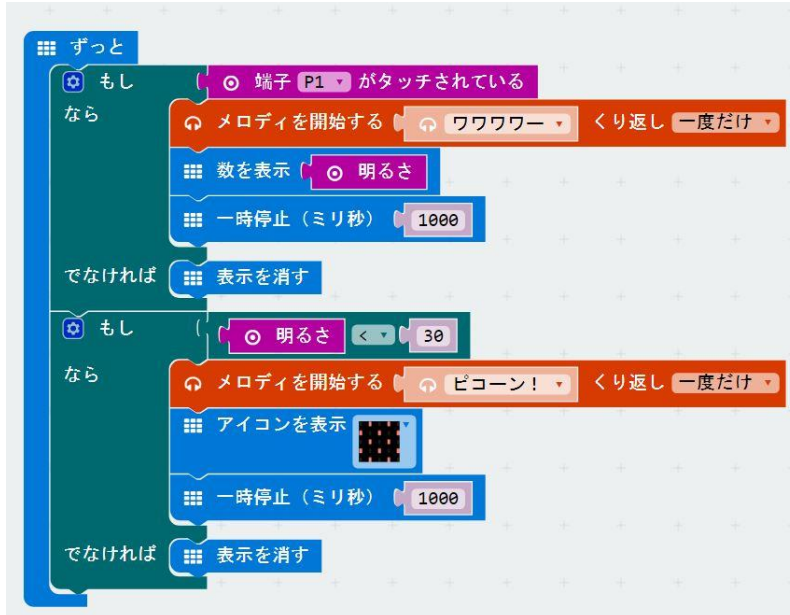 ずっと
もし 端子 P1 がタッチされている
なら メロディを開始する ワワワワー くり返し 一度だけ
数を表示 明るさ
一時停止（ミリ秒） 1000
でなければ 表示を消す
もし 明るさ < 30
なら メロディを開始する ピコーン！ くり返し 一度だけ
アイコンを表示
一時停止（ミリ秒） 1000
でなければ 表示を消す